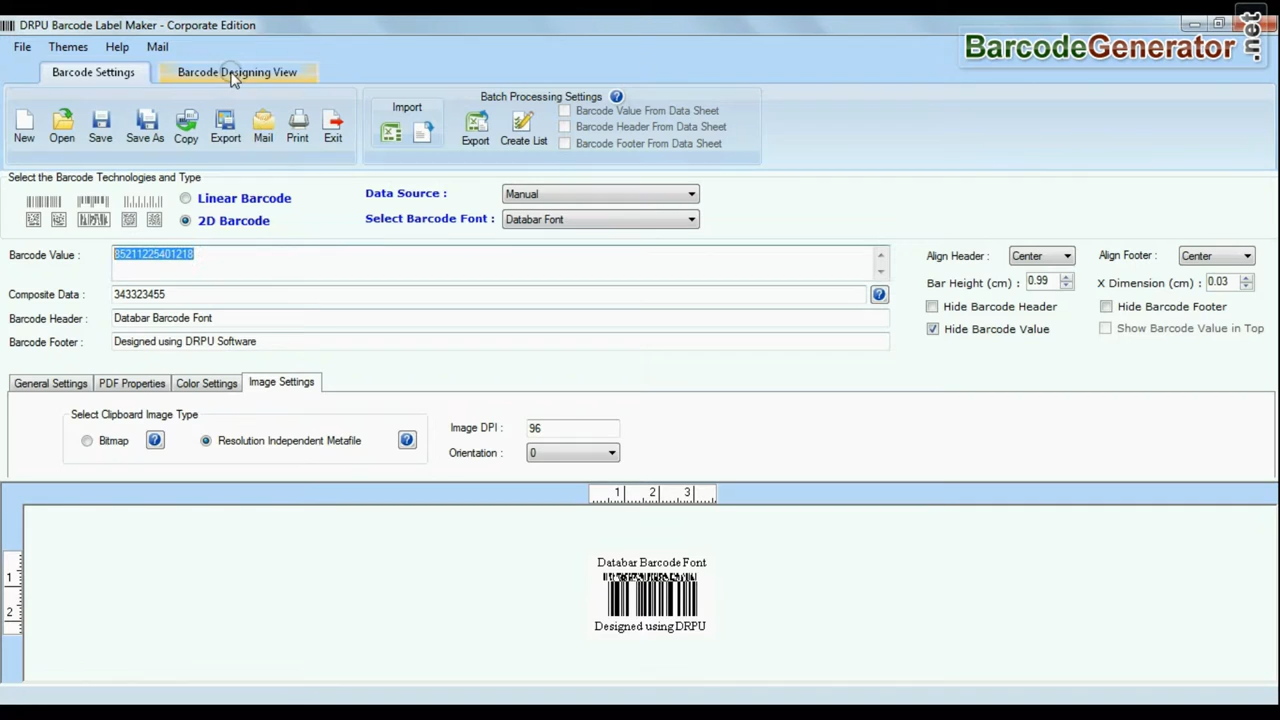 DRPU Barcode Label Maker - Corporate Edition
File Themes Help Mail
BarcodeGenerator.net
Barcode Settings Barcode Designing View
New Open Save Save As Copy Export Mail Print Exit
Import
Batch Processing Settings
Export Create List
Barcode Value From Data Sheet
Barcode Header From Data Sheet
Barcode Footer From Data Sheet
Select the Barcode Technologies and Type
Linear Barcode
2D Barcode
Data Source : Manual
Select Barcode Font : Databar Font
Barcode Value : 85211225401218
Composite Data : 343323455
Barcode Header : Databar Barcode Font
Barcode Footer : Designed using DRPU Software
Align Header : Center Align Footer : Center
Bar Height (cm) : 0.99 X Dimension (cm) : 0.03
Hide Barcode Header Hide Barcode Footer
Hide Barcode Value Show Barcode Value in Top
General Settings PDF Properties Color Settings Image Settings
Select Clipboard Image Type
Bitmap Resolution Independent Metafile
Image DPI : 96
Orientation : 0
1 2 3
1
2
Databar Barcode Font
Designed using DRPU